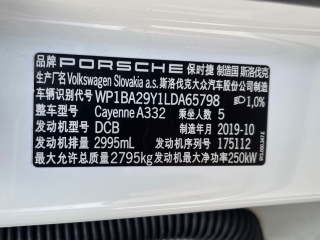 品牌 PORSCHE 保时捷 制造国 斯洛伐克
生产厂名 Volkswagen Slovakia a.s. 斯洛伐克大众汽车股份公司制造
车辆识别代号 WP1BA29Y1LDA65798 1,0%
整车型号 Cayenne A332 乘坐人数 5
发动机型号 DCB 制造年月 2019-10
发动机排量 2995mL 发动机序列号 175112
最大允许总质量 2795kg 发动机最大净功率 250kW